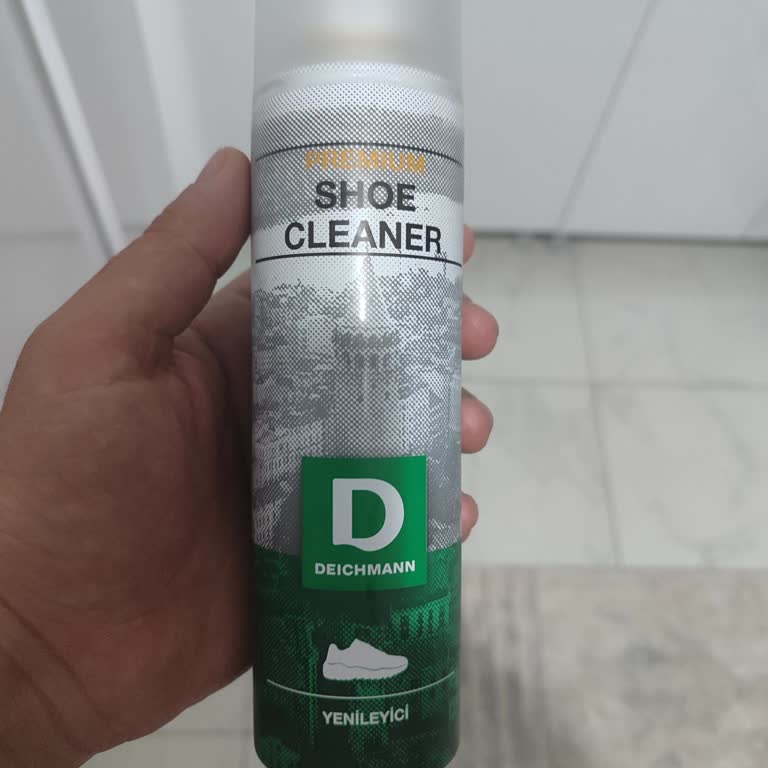 PREMIUM
SHOE
CLEANER
D
DEICHMANN
YENİLEYİCİ